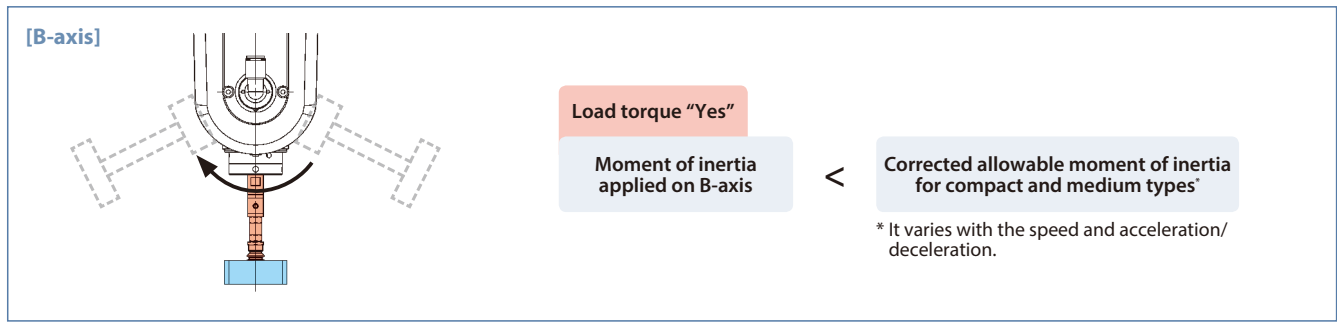 [B-axis]
Load torque “Yes”
Moment of inertia
applied on B-axis
<
Corrected allowable moment of inertia
for compact and medium types*
* It varies with the speed and acceleration/
deceleration.